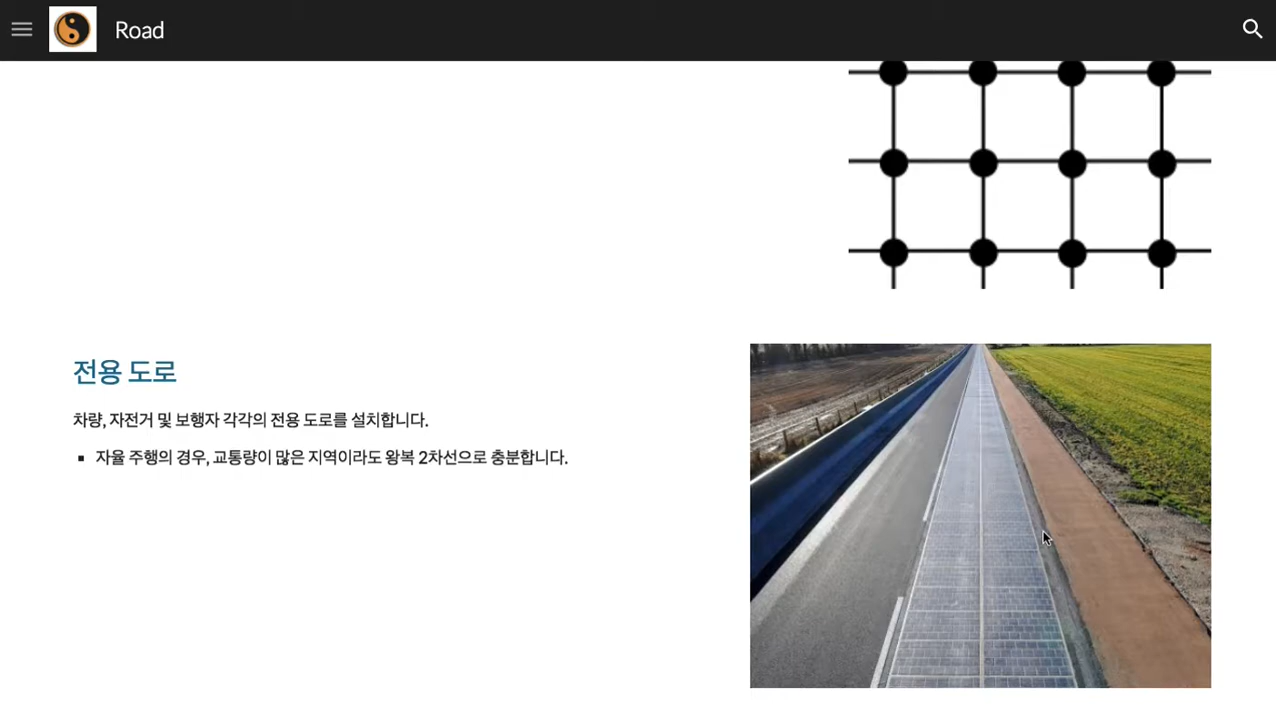 Road
전용 도로
차량, 자전거 및 보행자 각각의 전용 도로를 설치합니다.
자율 주행의 경우, 교통량이 많은 지역이라도 왕복 2차선으로 충분합니다.